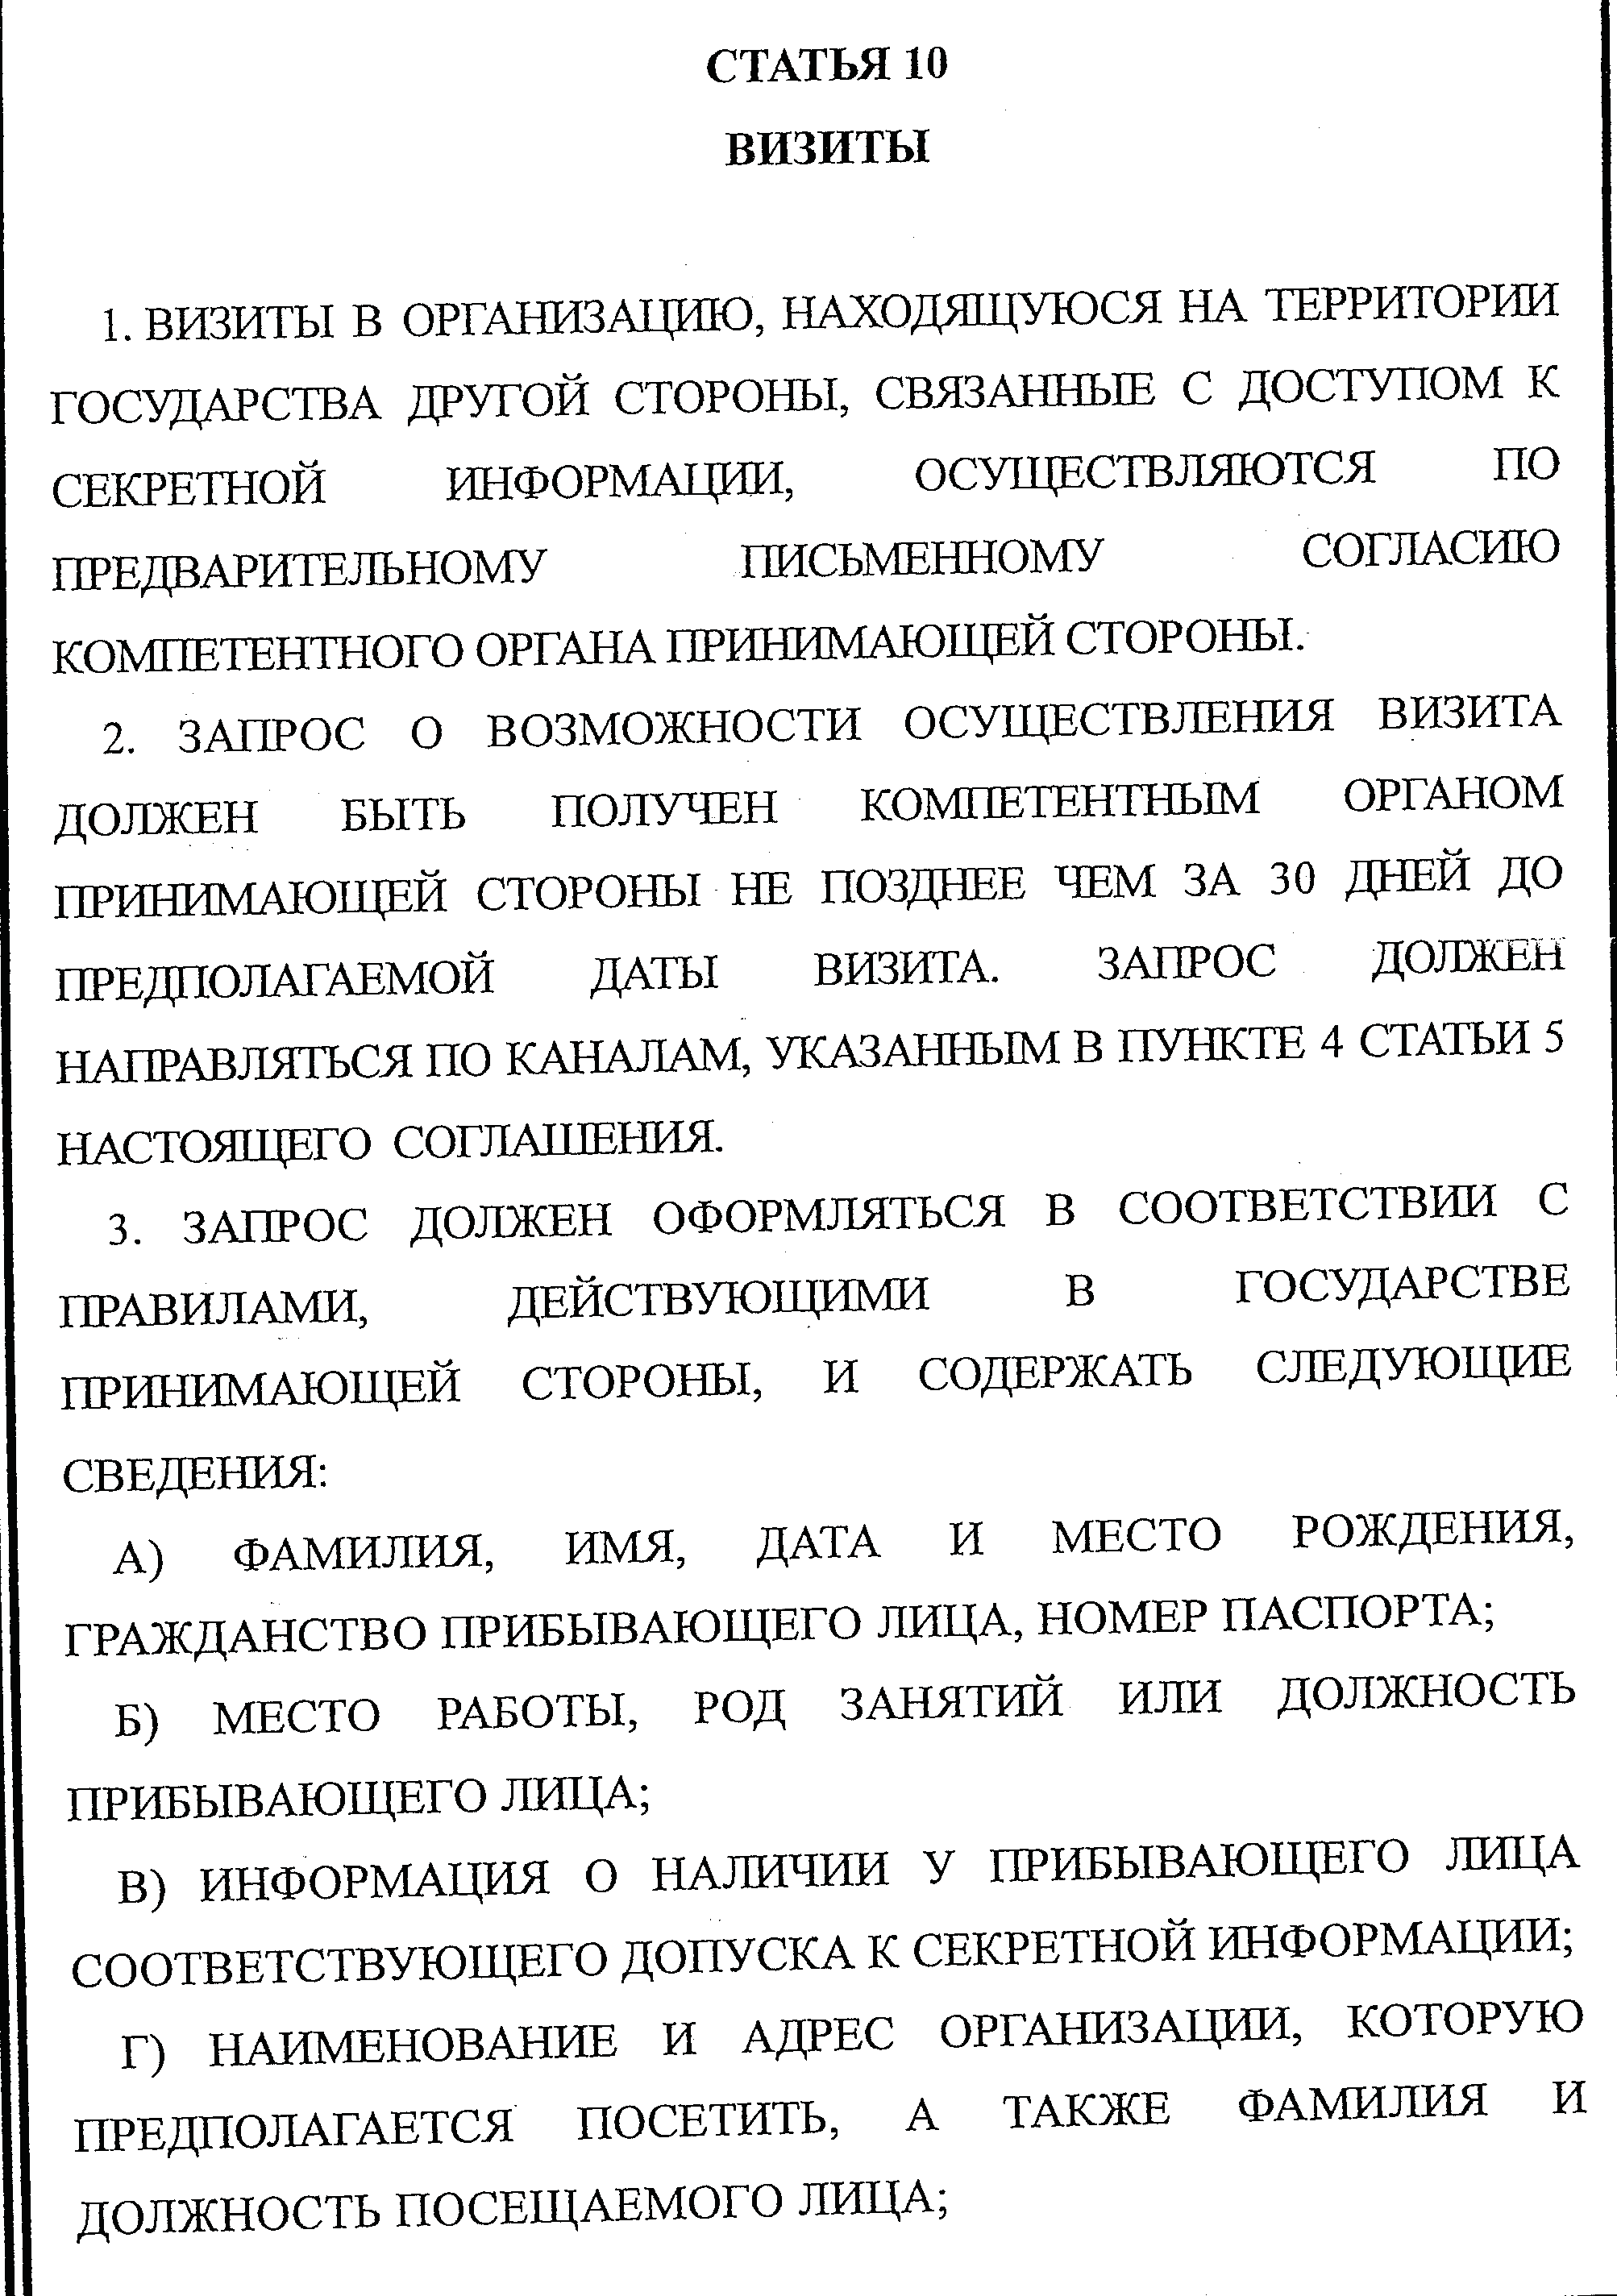 СТАТЬЯ 10
ВИЗИТЫ
1. ВИЗИТЫ В ОРГАНИЗАЦИЮ, НАХОДЯЩУЮСЯ НА ТЕРРИТОРИИ
ГОСУДАРСТВА ДРУГОЙ СТОРОНЫ, СВЯЗАННЫЕ С ДОСТУПОМ К
СЕКРЕТНОЙ ИНФОРМАЦИИ, ОСУЩЕСТВЛЯЮТСЯ ПО
ПРЕДВАРИТЕЛЬНОМУ ПИСЬМЕННОМУ СОГЛАСИЮ
КОМПЕТЕНТНОГО ОРГАНА ПРИНИМАЮЩЕЙ СТОРОНЫ.
2. ЗАПРОС О ВОЗМОЖНОСТИ ОСУЩЕСТВЛЕНИЯ ВИЗИТА
ДОЛЖЕН БЫТЬ ПОЛУЧЕН КОМПЕТЕНТНЫМ ОРГАНОМ
ПРИНИМАЮЩЕЙ СТОРОНЫ НЕ ПОЗДНЕЕ ЧЕМ ЗА 30 ДНЕЙ ДО
ПРЕДПОЛАГАЕМОЙ ДАТЫ ВИЗИТА. ЗАПРОС ДОЛЖЕН
НАПРАВЛЯТЬСЯ ПО КАНАЛАМ, УКАЗАННЫМ В ПУНКТЕ 4 СТАТЬИ 5
НАСТОЯЩЕГО СОГЛАШЕНИЯ.
3. ЗАПРОС ДОЛЖЕН ОФОРМЛЯТЬСЯ В СООТВЕТСТВИИ С
ПРАВИЛАМИ, ДЕЙСТВУЮЩИМИ В ГОСУДАРСТВЕ
ПРИНИМАЮЩЕЙ СТОРОНЫ, И СОДЕРЖАТЬ СЛЕДУЮЩИЕ
СВЕДЕНИЯ:
А) ФАМИЛИЯ, ИМЯ, ДАТА И МЕСТО РОЖДЕНИЯ,
ГРАЖДАНСТВО ПРИБЫВАЮЩЕГО ЛИЦА, НОМЕР ПАСПОРТА;
Б) МЕСТО РАБОТЫ, РОД ЗАНЯТИЙ ИЛИ ДОЛЖНОСТЬ
ПРИБЫВАЮЩЕГО ЛИЦА;
В) ИНФОРМАЦИЯ О НАЛИЧИИ У ПРИБЫВАЮЩЕГО ЛИЦА
СООТВЕТСТВУЮЩЕГО ДОПУСКА К СЕКРЕТНОЙ ИНФОРМАЦИИ;
Г) НАИМЕНОВАНИЕ И АДРЕС ОРГАНИЗАЦИИ, КОТОРУЮ
ПРЕДПОЛАГАЕТСЯ ПОСЕТИТЬ, А ТАКЖЕ ФАМИЛИЯ И
ДОЛЖНОСТЬ ПОСЕЩАЕМОГО ЛИЦА;